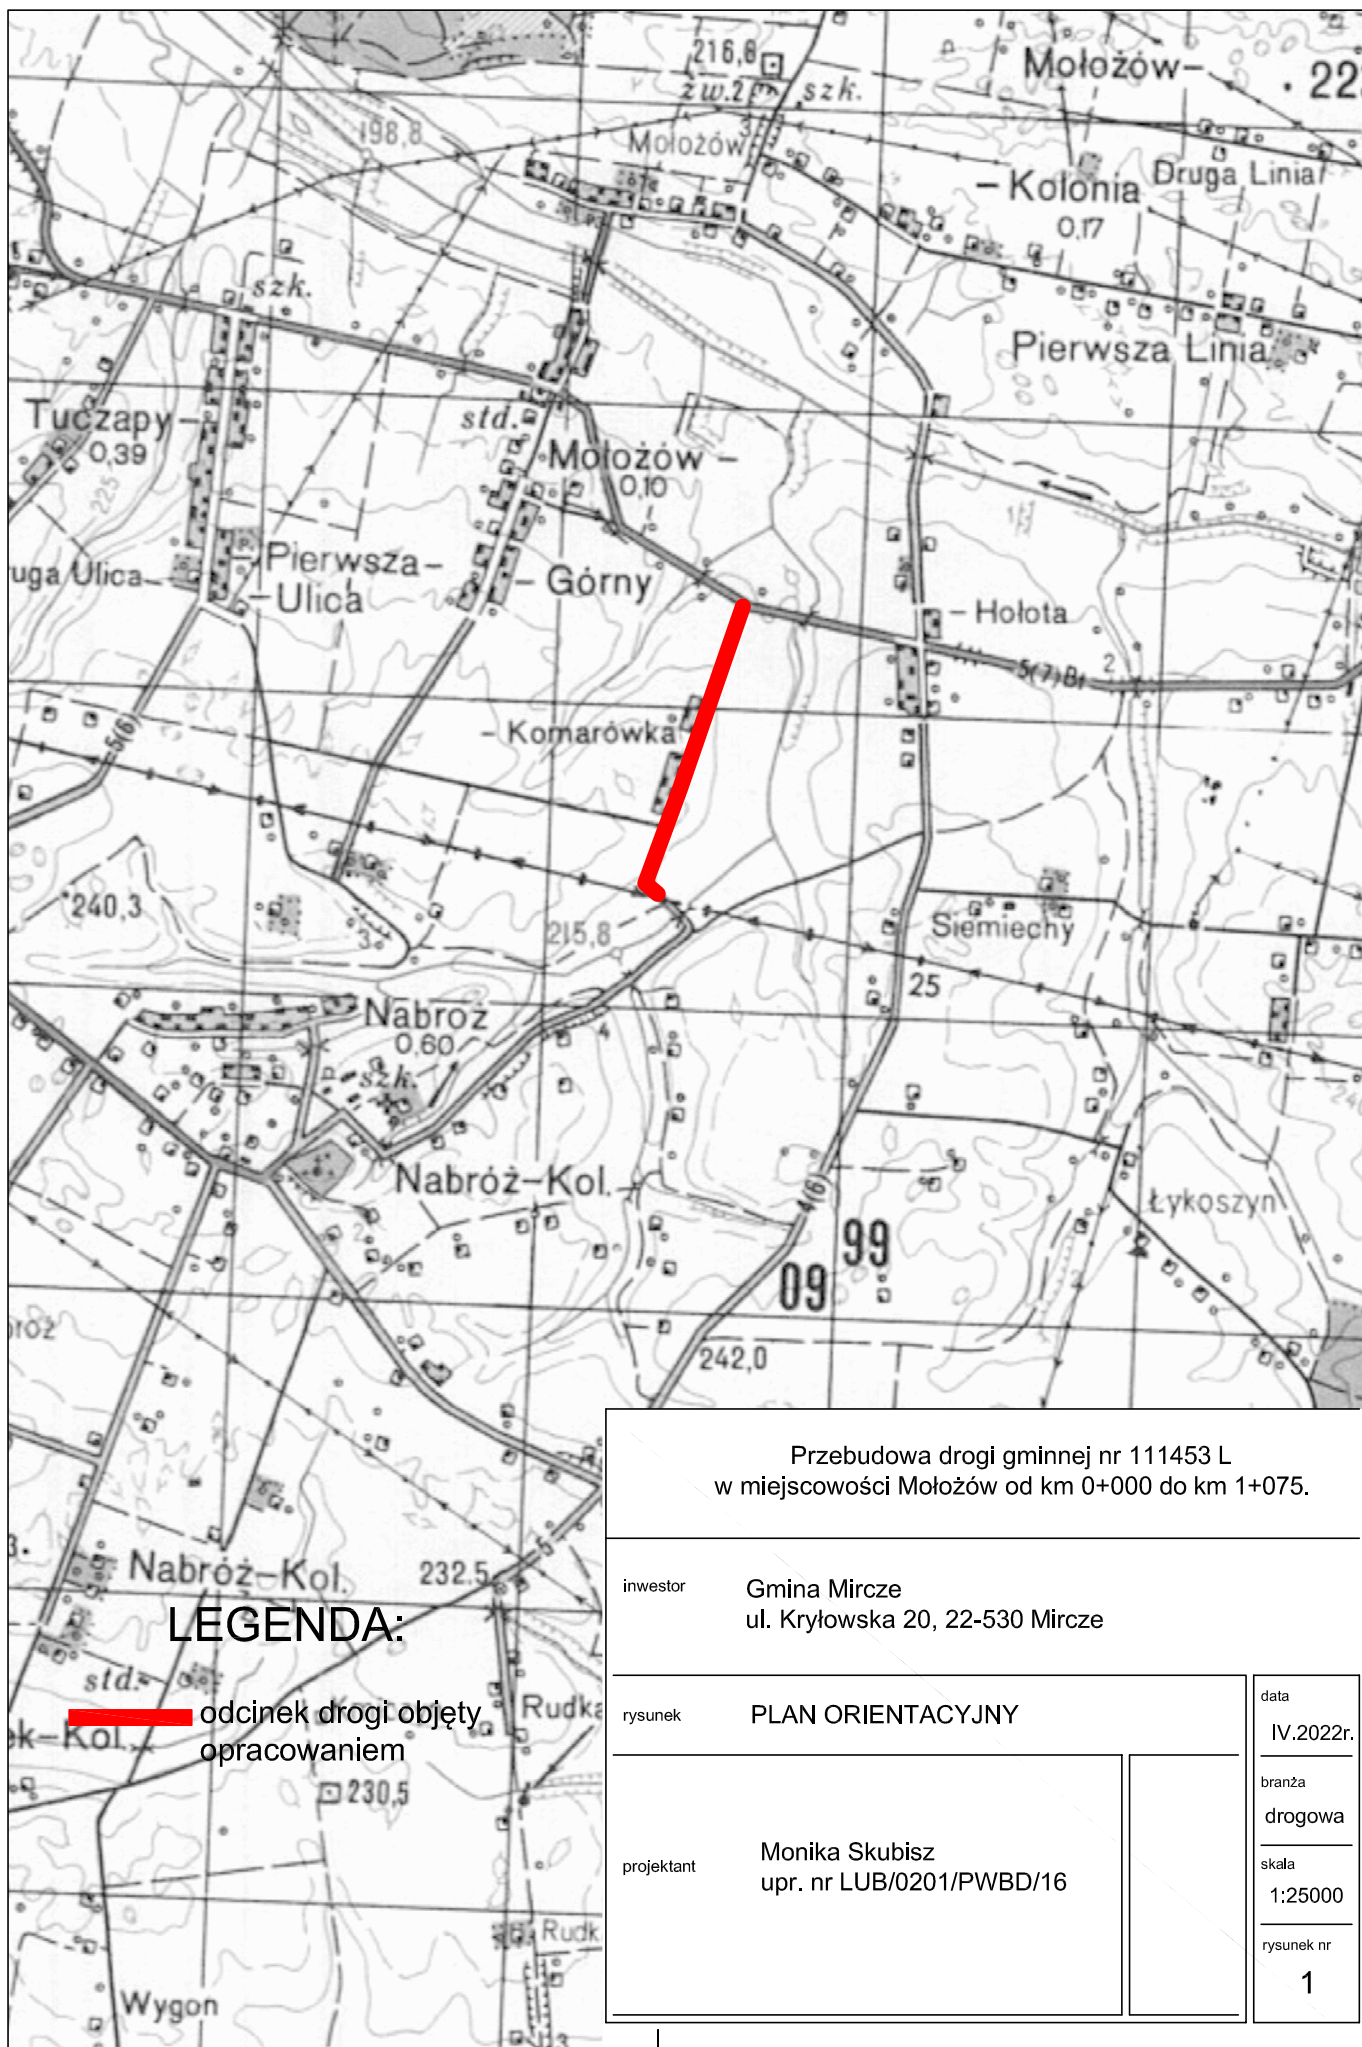 216,8
zw.2
szk.
Mołożów-
198,8
Mołożów
3
- Kolonia
0,17
Druga Linia
szk.
Pierwsza Linia
Tuczapy-
0,39
std.
Mołożów -
0,10
225
- Pierwsza-
- Ulica
uga Ulica-
- Górny
- Hołota
5(7)Bt
2
5(6)
- Komarówka
240,3
3
215,8
Siemiechy
25
Nabróż
0,60
4
szk.
Nabróż-Kol.
4(6)
Łykoszyn
99
09
2
242,0
Nabróż-Kol.
232,5
5
LEGENDA:
std.
odcinek drogi objęty
opracowaniem
Rudka
k-Kol.
230,5
Rudk
Wygon
Przebudowa drogi gminnej nr 111453 L
w miejscowości Mołożów od km 0+000 do km 1+075.
inwestor
Gmina Mircze
ul. Kryłowska 20, 22-530 Mircze
rysunek
PLAN ORIENTACYJNY
data
IV.2022r.
branża
drogowa
projektant
Monika Skubisz
upr. nr LUB/0201/PWBD/16
skala
1:25000
rysunek nr
1